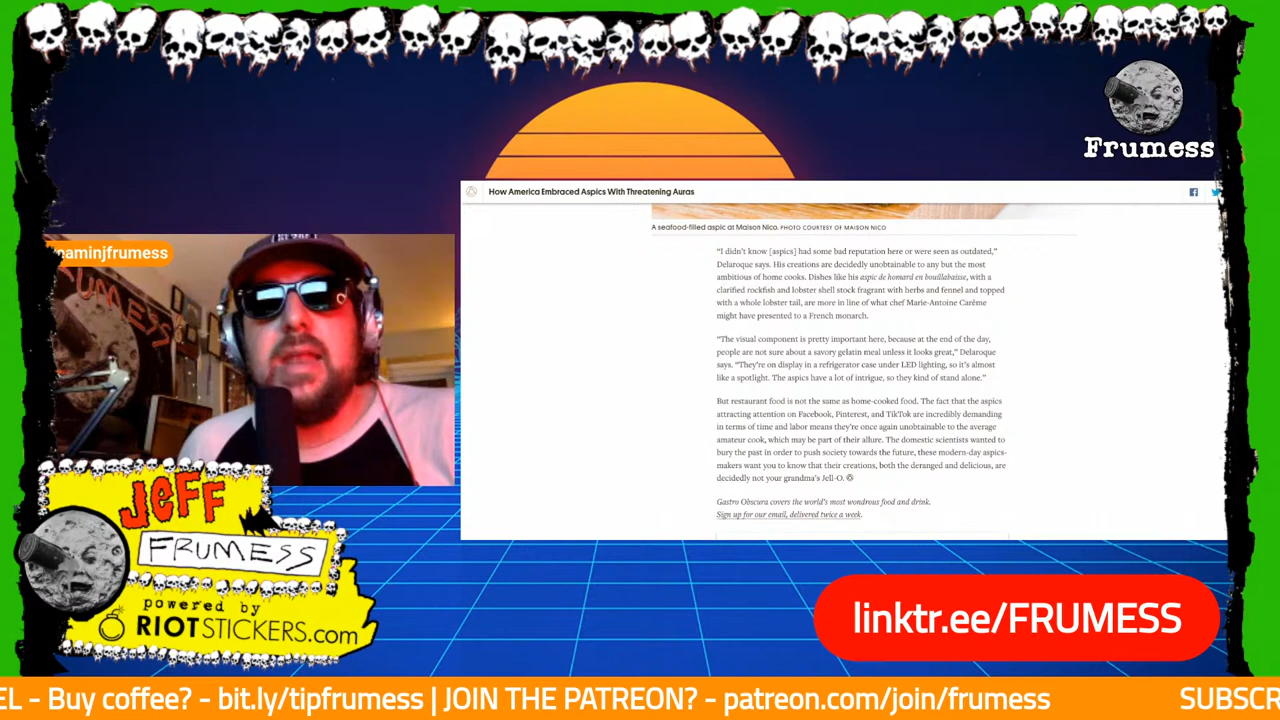 Frumess
How America Embraced Aspics With Threatening Auras
A seafood-filled aspic at Maison Nico. PHOTO COURTESY OF MAISON NICO
“I didn’t know [aspics] had some bad reputation here or were seen as outdated,”
Delaroque says. His creations are decidedly unobtainable to any but the most
ambitious of home cooks. Dishes like his aspic de homard en bouillabaisse, with a
clarified rockfish and lobster shell stock fragrant with herbs and fennel and topped
with a whole lobster tail, are more in line of what chef Marie-Antoine Carême
might have presented to a French monarch.
“The visual component is pretty important here, because at the end of the day,
people are not sure about a savory gelatin meal unless it looks great,” Delaroque
says. “They’re on display in a refrigerator case under LED lighting, so it’s almost
like a spotlight. The aspics have a lot of intrigue, so they kind of stand alone.”
But restaurant food is not the same as home-cooked food. The fact that the aspics
attracting attention on Facebook, Pinterest, and TikTok are incredibly demanding
in terms of time and labor means they’re once again unobtainable to the average
amateur cook, which may be part of their allure. The domestic scientists wanted to
bury the past in order to push society towards the future, these modern-day aspics-
makers want you to know that their creations, both the deranged and delicious, are
decidedly not your grandma’s Jell-O.
Gastro Obscura covers the world’s most wondrous food and drink.
Sign up for our email, delivered twice a week.
eaminjfrumess
JEFF
FRUMESS
powered by
RIOTSTICKERS.com
linktr.ee/FRUMESS
EL - Buy coffee? - bit.ly/tipfrumess | JOIN THE PATREON? - patreon.com/join/frumess SUBSCR